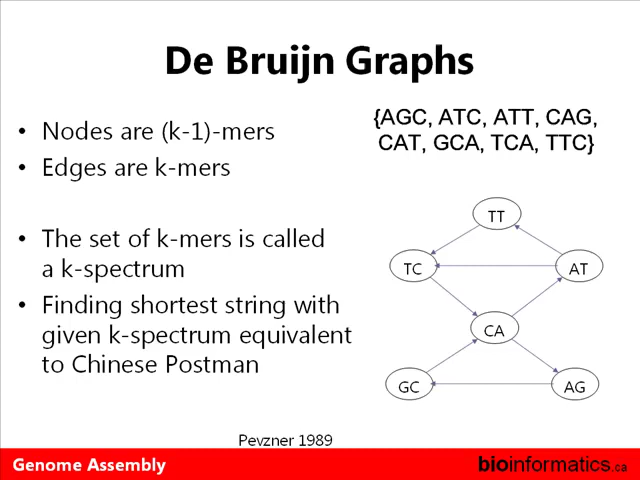 De Bruijn Graphs
• Nodes are (k-1)-mers
• Edges are k-mers
• The set of k-mers is called
a k-spectrum
• Finding shortest string with
given k-spectrum equivalent
to Chinese Postman
{AGC, ATC, ATT, CAG,
CAT, GCA, TCA, TTC}
TT
TC
AT
CA
GC
AG
Pevzner 1989
Genome Assembly
bioinformatics.ca